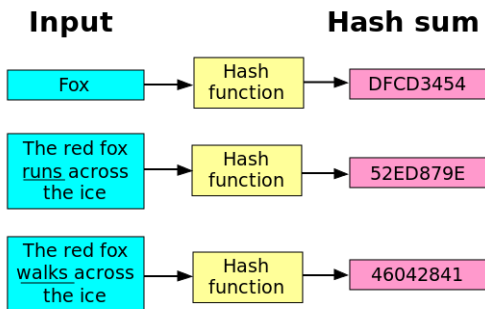 Input
Hash sum
Fox
Hash
function
DFCD3454
The red fox
runs across
the ice
Hash
function
52ED879E
The red fox
walks across
the ice
Hash
function
46042841